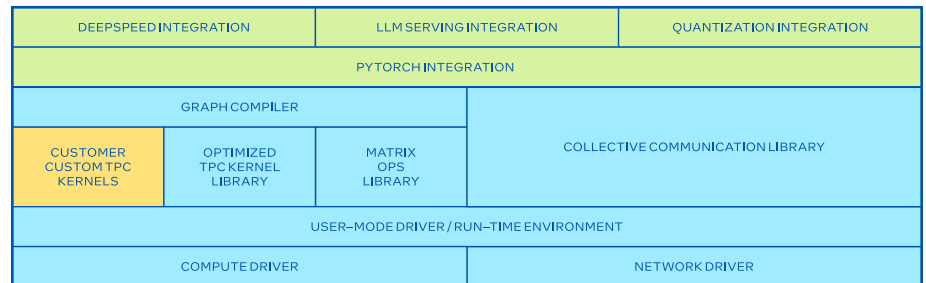 DEEPSPEED INTEGRATION
LLM SERVING INTEGRATION
QUANTIZATION INTEGRATION
PYTORCH INTEGRATION
GRAPH COMPILER
COLLECTIVE COMMUNICATION LIBRARY
CUSTOMER
CUSTOM TPC
KERNELS
OPTIMIZED
TPC KERNEL
LIBRARY
MATRIX
OPS
LIBRARY
USER–MODE DRIVER / RUN–TIME ENVIRONMENT
COMPUTE DRIVER
NETWORK DRIVER